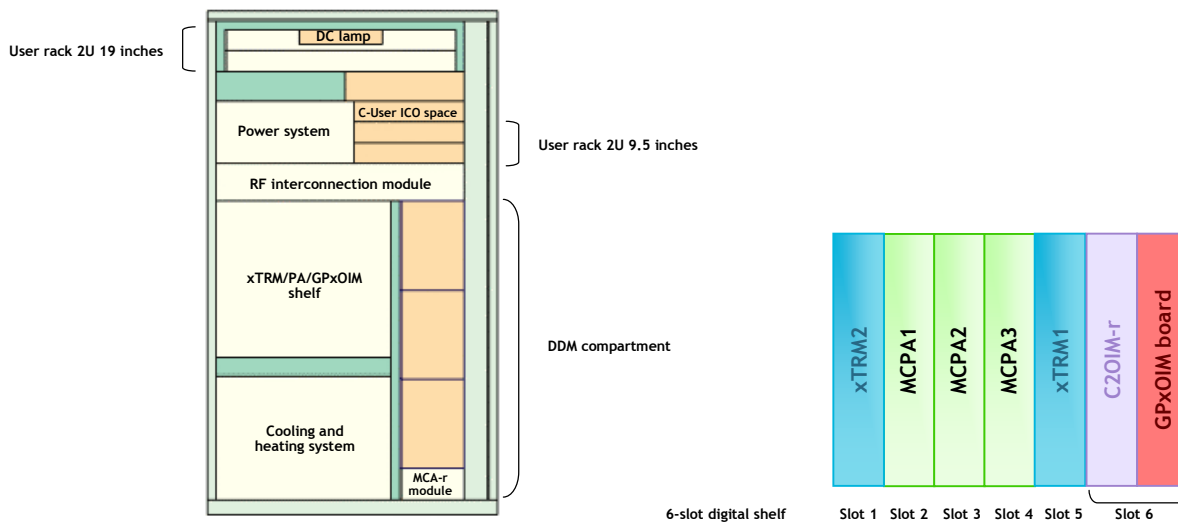 User rack 2U 19 inches
DC lamp
C-User ICO space
Power system
User rack 2U 9.5 inches
RF interconnection module
xTRM/PA/GPxOIM
shelf
DDM compartment
Cooling and
heating system
MCA-r
module
xTRM2
MCPA1
MCPA2
MCPA3
xTRM1
C2OIM-r
GPxOIM board
6-slot digital shelf
Slot 1
Slot 2
Slot 3
Slot 4
Slot 5
Slot 6